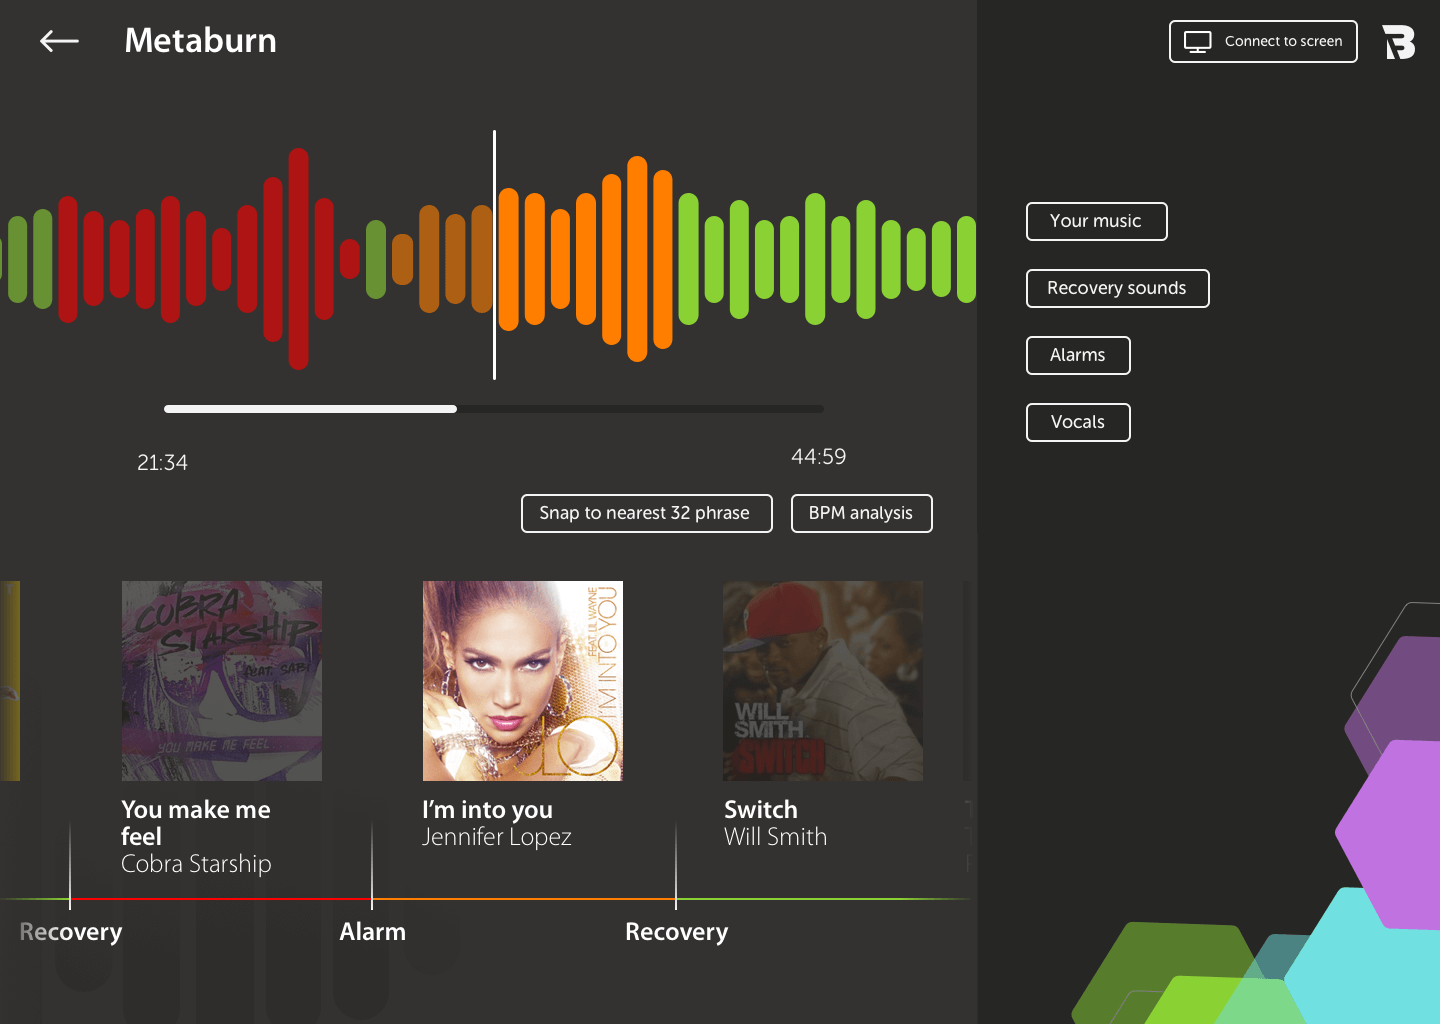 Metaburn
Connect to screen
B
Your music
Recovery sounds
Alarms
Vocals
21:34
44:59
Snap to nearest 32 phrase
BPM analysis
COBRA
STARSHIP
FEAT. SABI
YOU MAKE ME FEEL
FEAT. LIL WAYNE
I'M INTO YOU
JLO
WILL
SMITH
SWITCH
You make me
feel
Cobra Starship
I'm into you
Jennifer Lopez
Switch
Will Smith
Recovery
Alarm
Recovery